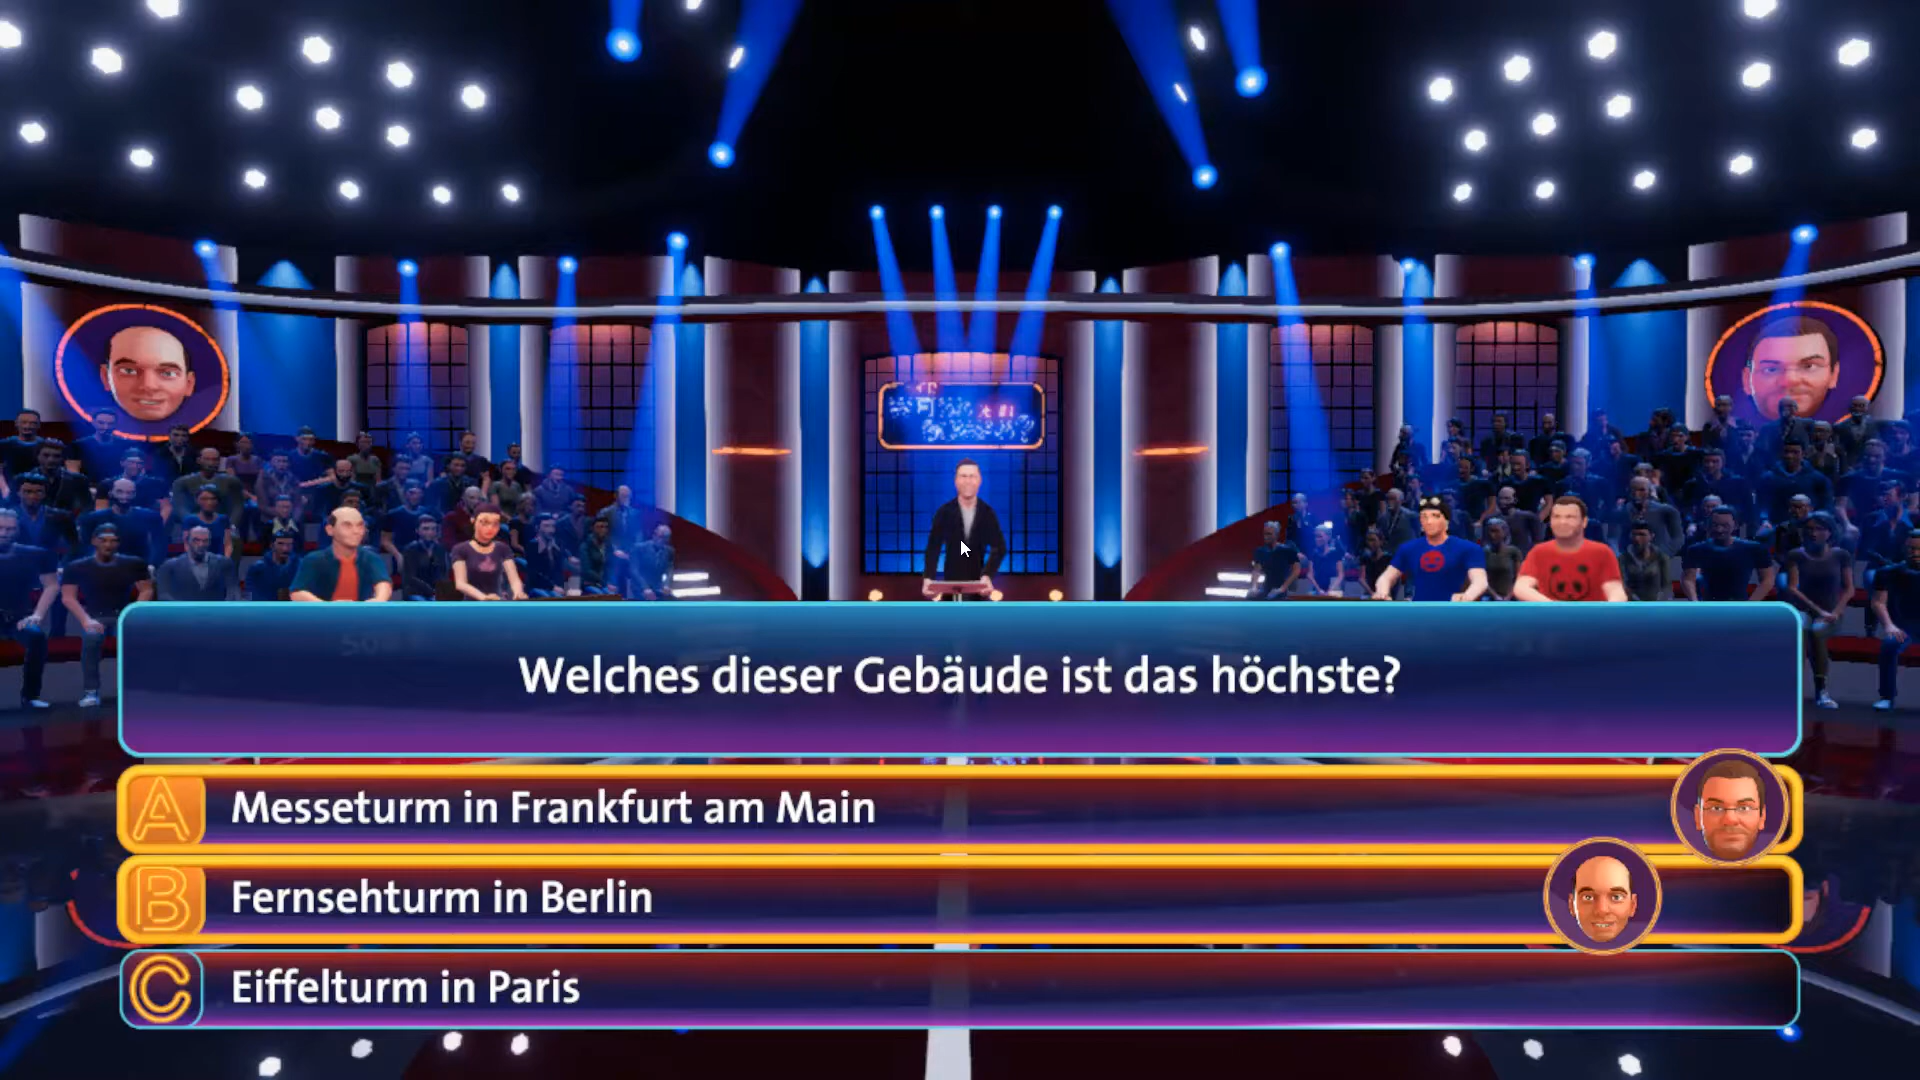 Welches dieser Gebäude ist das höchste?
A Messeturm in Frankfurt am Main
B Fernsehturm in Berlin
C Eiffelturm in Paris